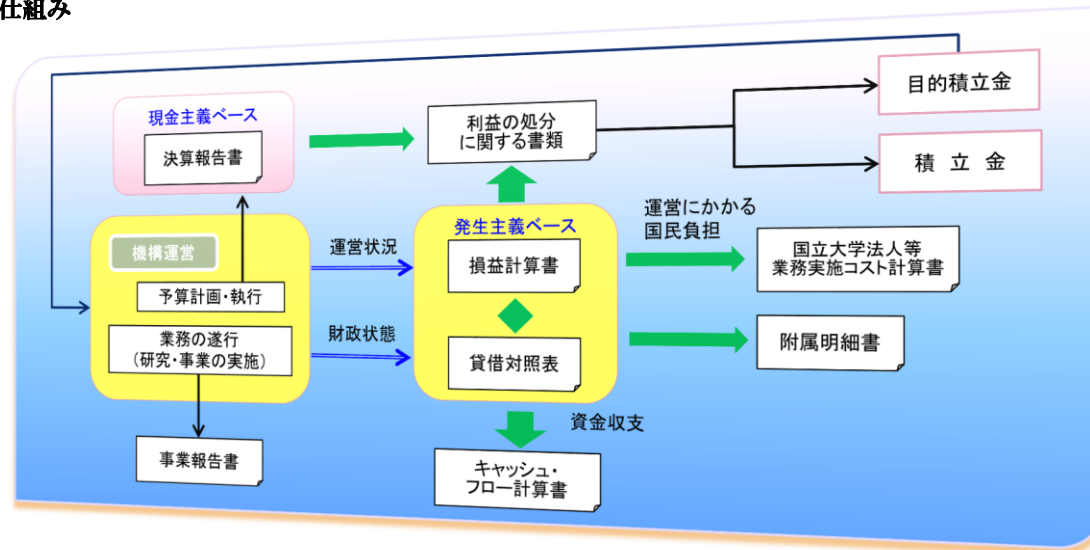 仕組み
現金主義ベース
決算報告書
利益の処分
に関する書類
目的積立金
積 立 金
機構運営
予算計画・執行
業務の遂行
(研究・事業の実施)
事業報告書
運営状況
財政状態
発生主義ベース
損益計算書
貸借対照表
運営にかかる
国民負担
国立大学法人等
業務実施コスト計算書
附属明細書
資金収支
キャッシュ・
フロー計算書